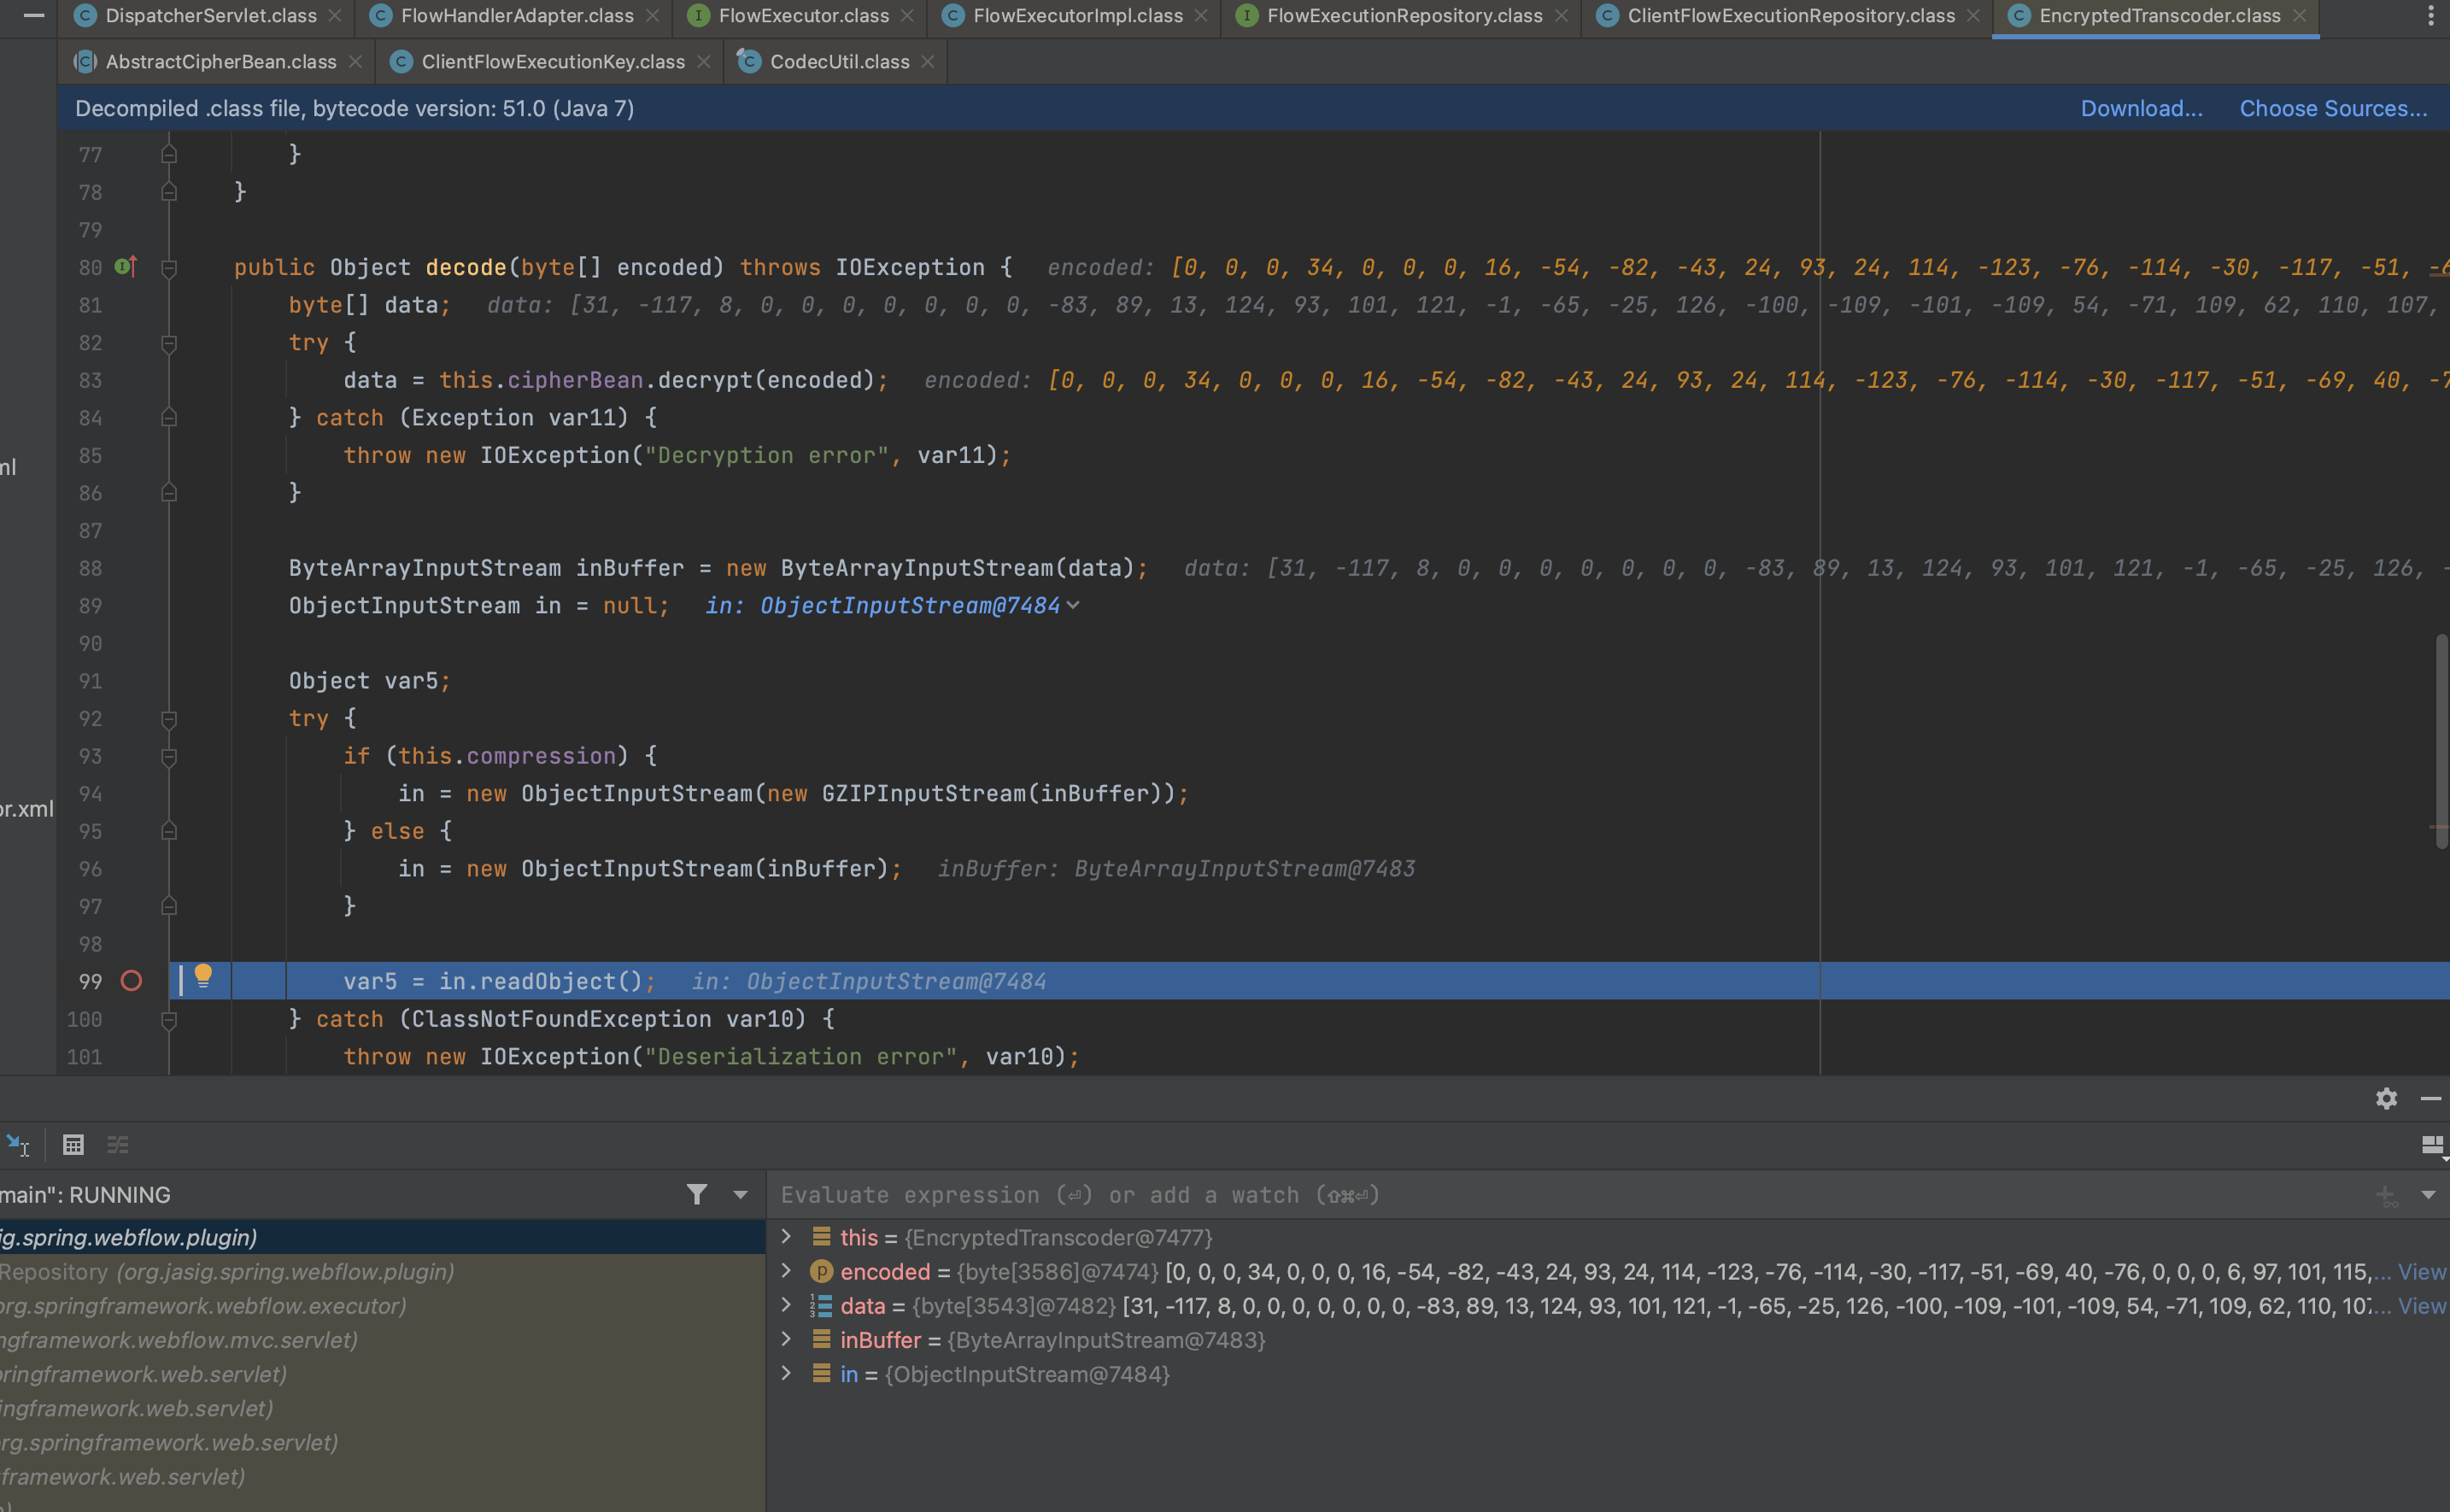 DispatcherServlet.class FlowHandlerAdapter.class FlowExecutor.class FlowExecutorImpl.class FlowExecutionRepository.class ClientFlowExecutionRepository.class EncryptedTranscoder.class
AbstractCipherBean.class ClientFlowExecutionKey.class CodecUtil.class
Decompiled .class file, bytecode version: 51.0 (Java 7) Download... Choose Sources...
77 }
78 }
79
80 public Object decode(byte[] encoded) throws IOException { encoded: [0, 0, 0, 34, 0, 0, 0, 16, -54, -82, -43, 24, 93, 24, 114, -123, -76, -114, -30, -117, -51,
81 byte[] data; data: [31, -117, 8, 0, 0, 0, 0, 0, 0, 0, -83, 89, 13, 124, 93, 101, 121, -1, -65, -25, 126, -100, -109, -101, -109, 54, -71, 109, 62, 110, 107,
82 try {
83 data = this.cipherBean.decrypt(encoded); encoded: [0, 0, 0, 34, 0, 0, 0, 16, -54, -82, -43, 24, 93, 24, 114, -123, -76, -114, -30, -117, -51, -69, 40, -7
84 } catch (Exception var11) {
85 throw new IOException("Decryption error", var11);
86 }
87
88 ByteArrayInputStream inBuffer = new ByteArrayInputStream(data); data: [31, -117, 8, 0, 0, 0, 0, 0, 0, 0, -83, 89, 13, 124, 93, 101, 121, -1, -65, -25, 126, -
89 ObjectInputStream in = null; in: ObjectInputStream@7484
90
91 Object var5;
92 try {
93 if (this.compression) {
94 in = new ObjectInputStream(new GZIPInputStream(inBuffer));
95 } else {
96 in = new ObjectInputStream(inBuffer); inBuffer: ByteArrayInputStream@7483
97 }
98
99 var5 = in.readObject(); in: ObjectInputStream@7484
100 } catch (ClassNotFoundException var10) {
101 throw new IOException("Deserialization error", var10);
ml
or.xml
main": RUNNING
Evaluate expression (⏎) or add a watch (⇧⌘⏎)
ig.spring.webflow.plugin)
Repository (org.jasig.spring.webflow.plugin)
org.springframework.webflow.executor)
ngframework.webflow.mvc.servlet)
pringframework.web.servlet)
ingframework.web.servlet)
rg.springframework.web.servlet)
framework.web.servlet)
this = {EncryptedTranscoder@7477}
encoded = {byte[3586]@7474} [0, 0, 0, 34, 0, 0, 0, 16, -54, -82, -43, 24, 93, 24, 114, -123, -76, -114, -30, -117, -51, -69, 40, -76, 0, 0, 0, 6, 97, 101, 115,... View
data = {byte[3543]@7482} [31, -117, 8, 0, 0, 0, 0, 0, 0, 0, -83, 89, 13, 124, 93, 101, 121, -1, -65, -25, 126, -100, -109, -101, -109, 54, -71, 109, 62, 110, 107... View
inBuffer = {ByteArrayInputStream@7483}
in = {ObjectInputStream@7484}